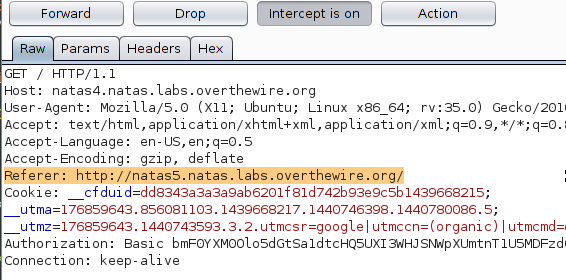 Forward Drop Intercept is on Action
Raw Params Headers Hex
GET / HTTP/1.1
Host: natas4.natas.labs.overthewire.org
User-Agent: Mozilla/5.0 (X11; Ubuntu; Linux x86_64; rv:35.0) Gecko/2010
Accept: text/html,application/xhtml+xml,application/xml;q=0.9,*/*;q=0.8
Accept-Language: en-US,en;q=0.5
Accept-Encoding: gzip, deflate
Referer: http://natas5.natas.labs.overthewire.org/
Cookie: __cfduid=dd8343a3a3a9ab6201f81d742b93e9c5b1439668215;
__utma=176859643.856081103.1439668217.1440746398.1440780086.5;
__utmz=176859643.1440743593.3.2.utmcsr=google|utmccn=(organic)|utmcmd=
Authorization: Basic
Connection: keep-alive